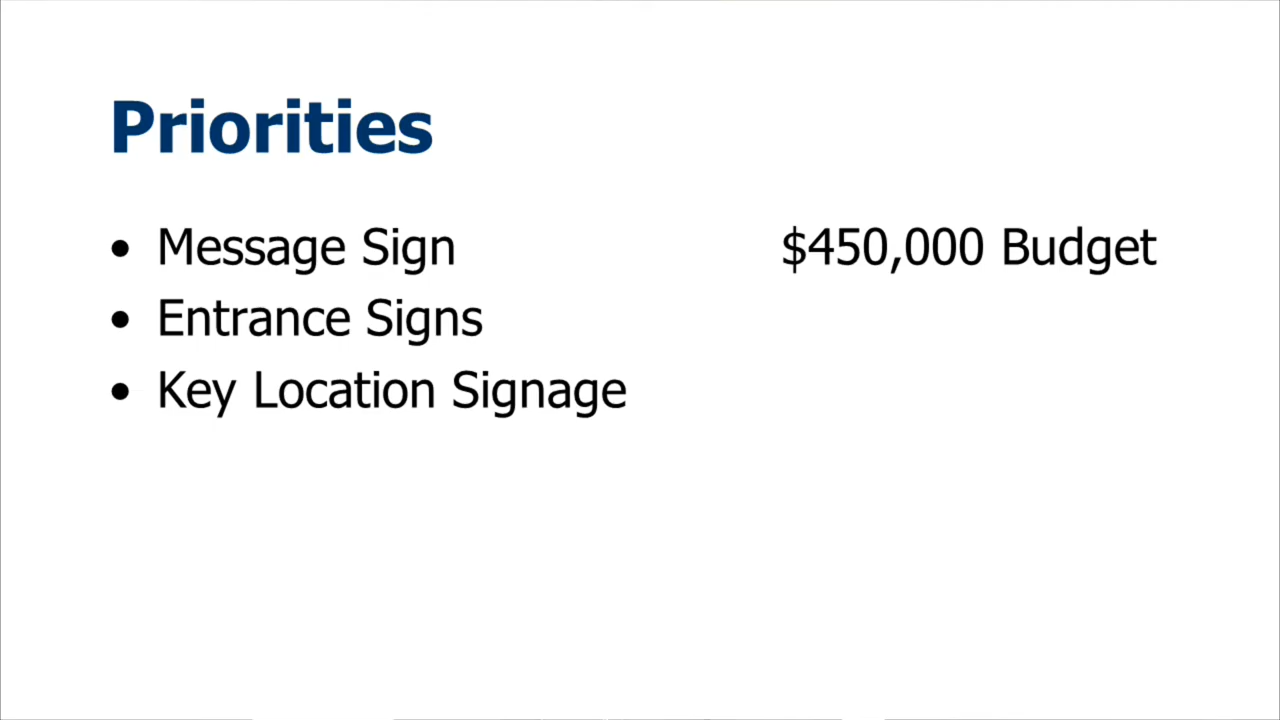 Priorities
• Message Sign
$450,000 Budget
• Entrance Signs
• Key Location Signage